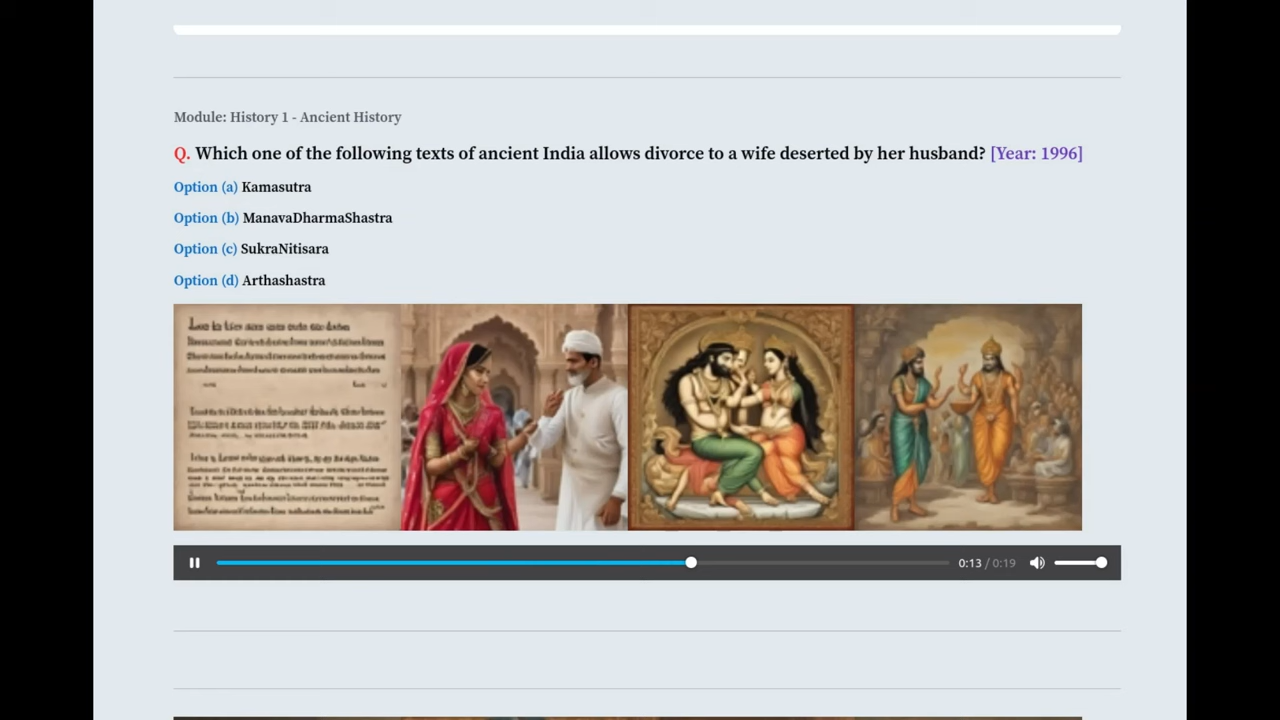 Module: History 1 - Ancient History
Q. Which one of the following texts of ancient India allows divorce to a wife deserted by her husband? [Year: 1996]
Option (a) Kamasutra
Option (b) ManavaDharmaShastra
Option (c) SukraNitisara
Option (d) Arthashastra
0:13 / 0:19